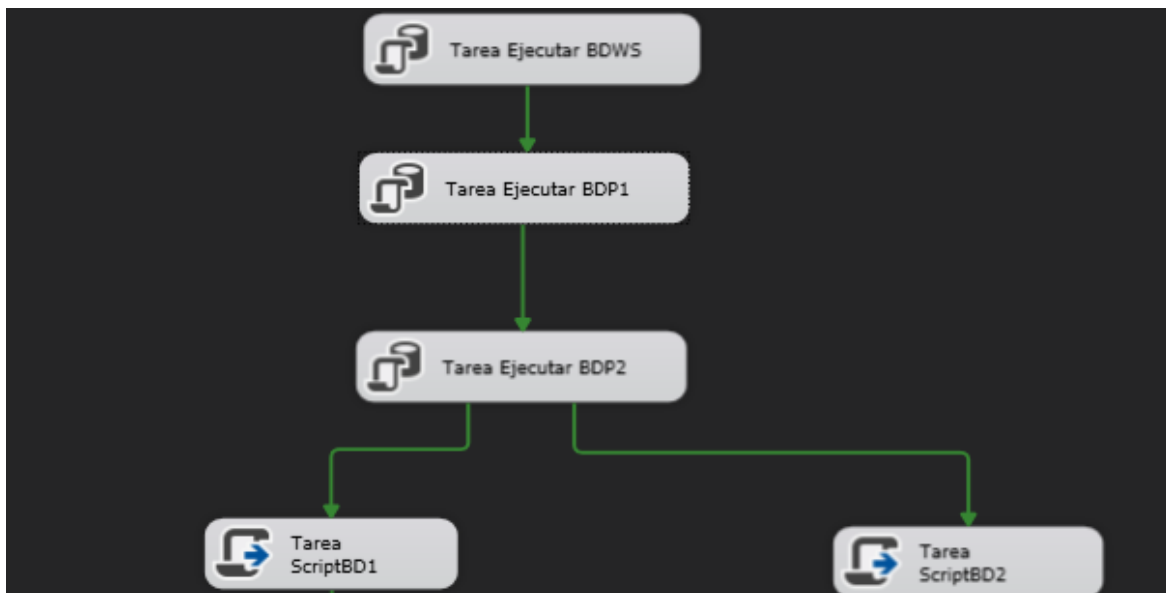 Tarea Ejecutar BDWS
Tarea Ejecutar BDP1
Tarea Ejecutar BDP2
Tarea
ScriptBD1
Tarea
ScriptBD2